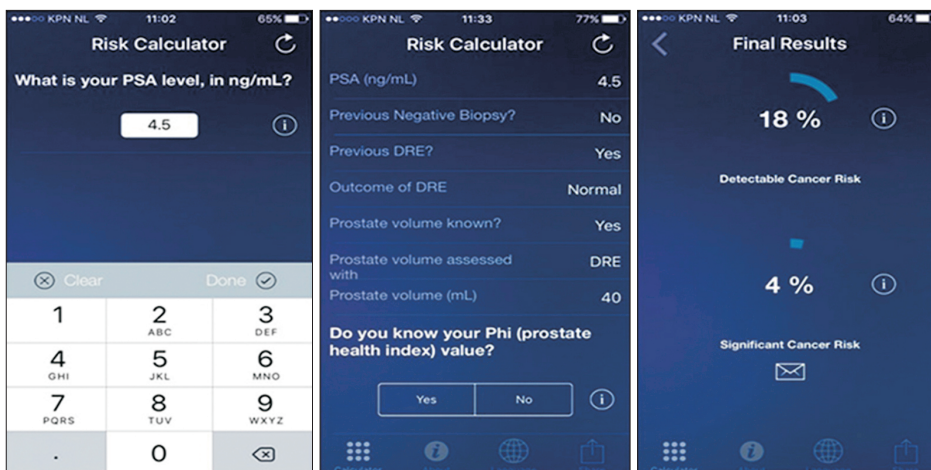 KPN NL 11:02 65%
Risk Calculator
What is your PSA level, in ng/mL?
4.5
Clear Done
1 2 3
ABC DEF
4 5 6
GHI JKL MNO
7 8 9
PQRS TUV WXYZ
. 0
KPN NL 11:33 77%
Risk Calculator
PSA (ng/mL) 4.5
Previous Negative Biopsy? No
Previous DRE? Yes
Outcome of DRE Normal
Prostate volume known? Yes
Prostate volume assessed DRE
with
Prostate volume (mL) 40
Do you know your Phi (prostate
health index) value?
Yes No
KPN NL 11:03 64%
Final Results
18 %
Detectable Cancer Risk
4 %
Significant Cancer Risk